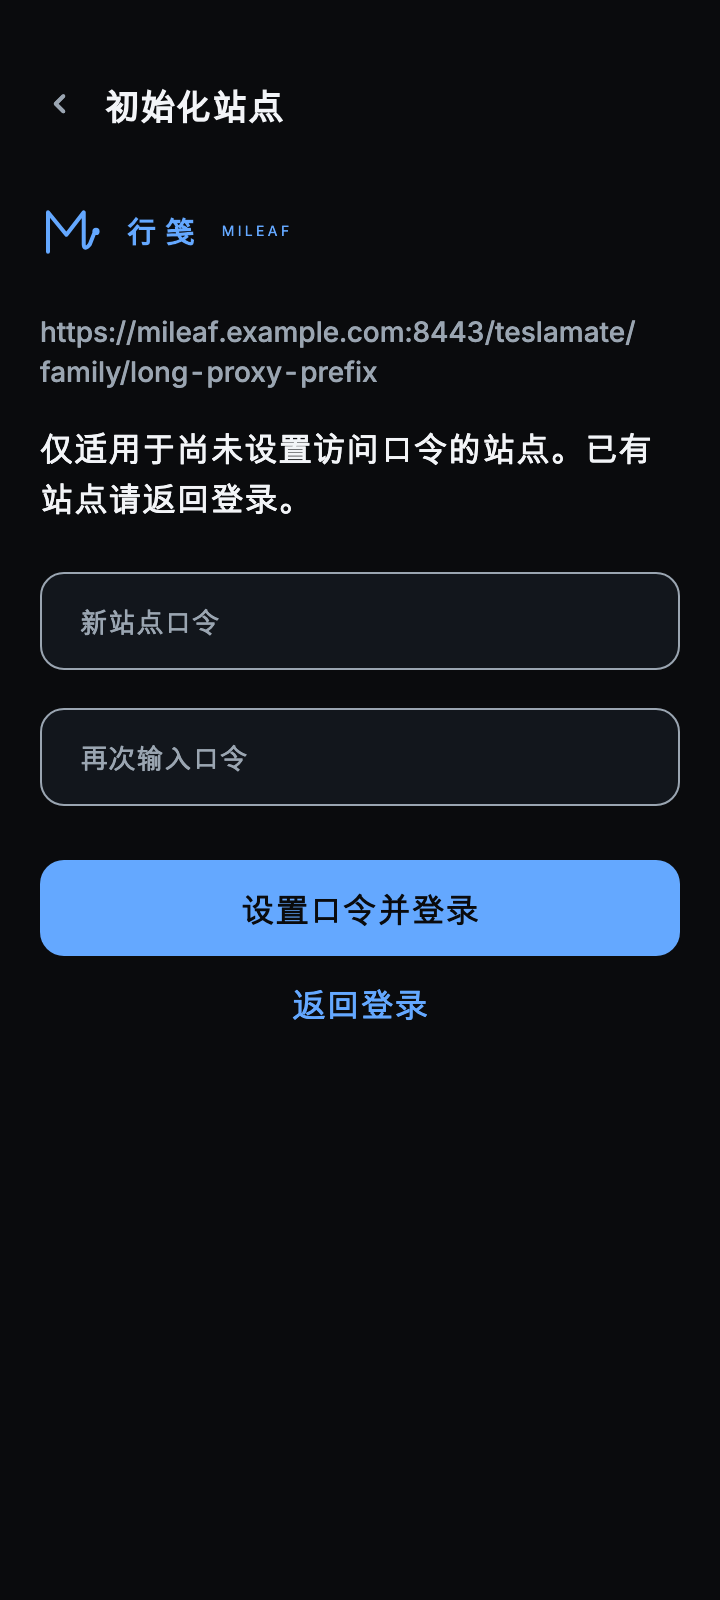 初始化站点
行笺 MILEAF
https://mileaf.example.com:8443/teslamate/
family/long-proxy-prefix
仅适用于尚未设置访问口令的站点。已有
站点请返回登录。
新站点口令
再次输入口令
设置口令并登录
返回登录